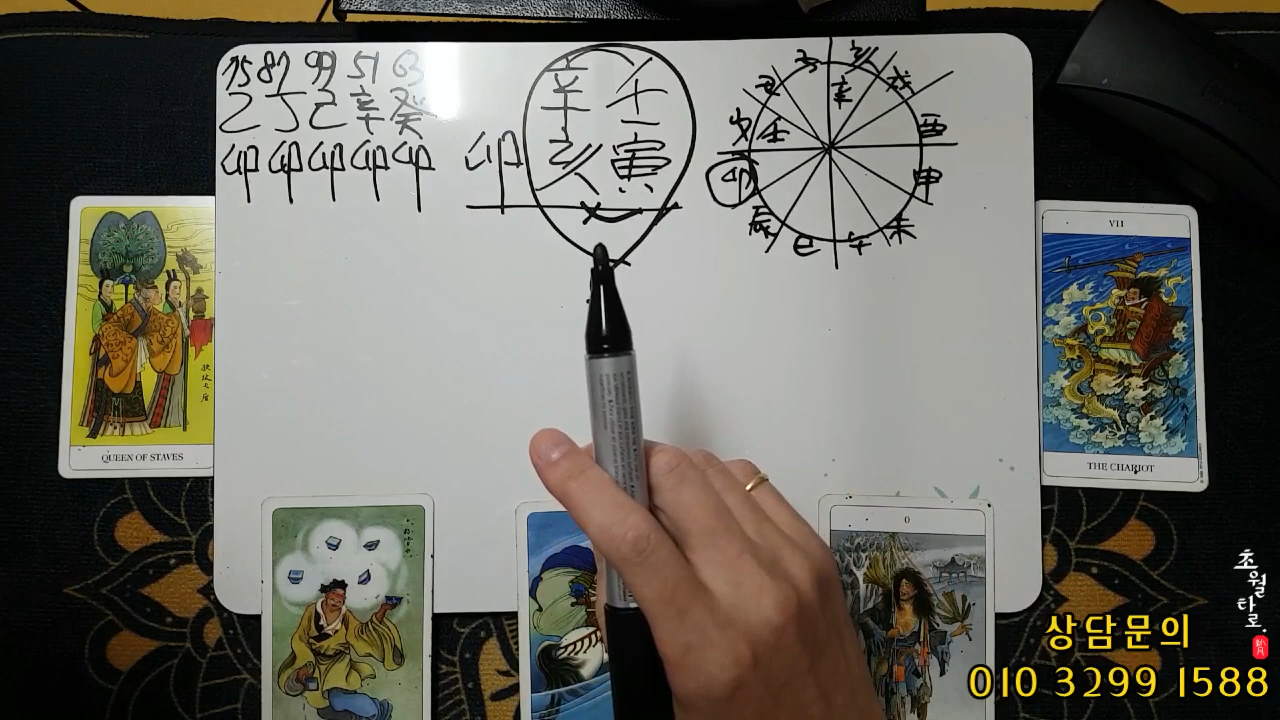 75 87 99 51 63
乙 丁 己 辛 癸
卯 卯 卯 卯 卯
辛 壬
卯 亥 寅
子 亥
丑 辛 戌
壬 酉
卯 申
辰 未
巳 午
VII
THE CHARIOT
QUEEN OF STAVES
0
초월타로
상담문의
010 3299 1588